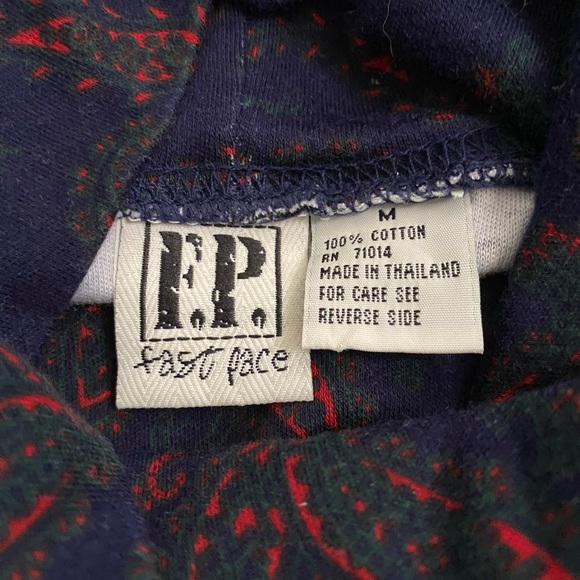 F.P.
fast pace
M
100% COTTON
RN 71014
MADE IN THAILAND
FOR CARE SEE
REVERSE SIDE